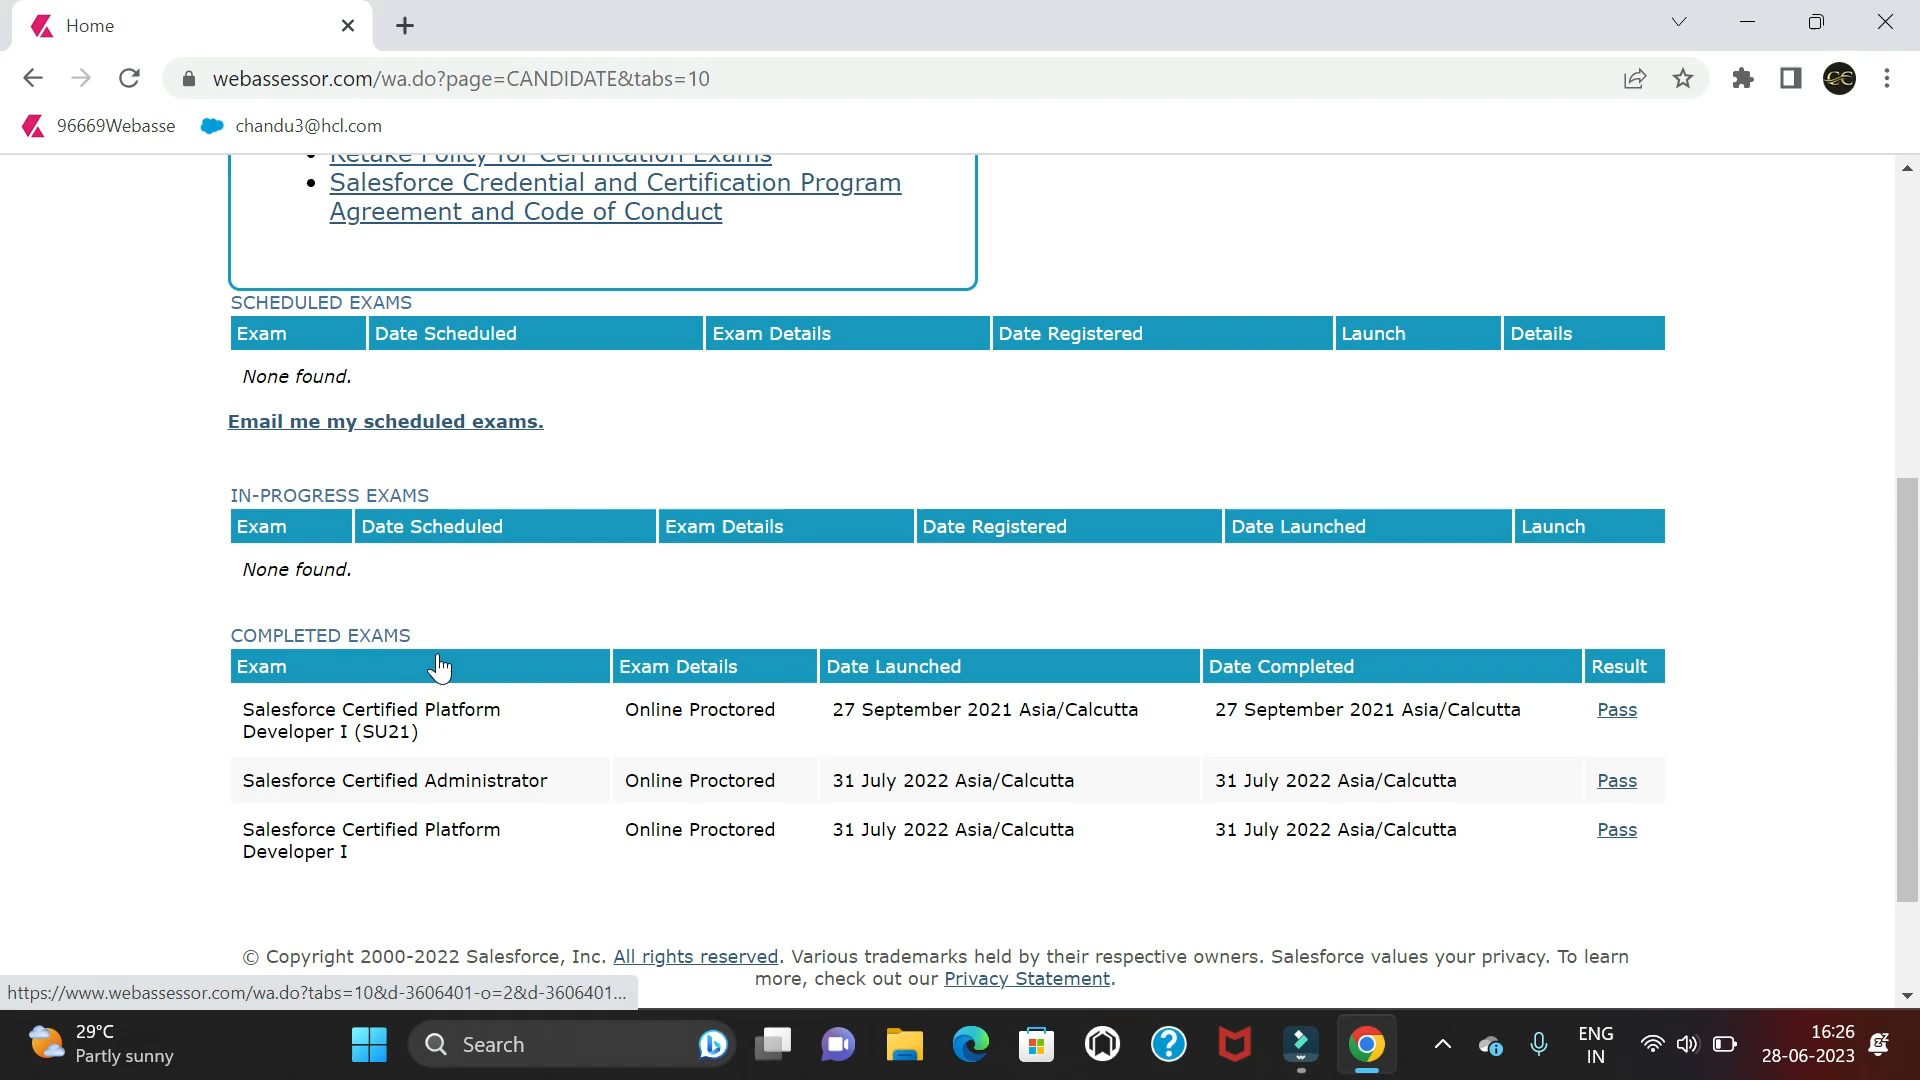 Home
webassessor.com/wa.do?page=CANDIDATE&tabs=10
96669Webasse chandu3@hcl.com
Retake Policy for Certification Exams
Salesforce Credential and Certification Program
Agreement and Code of Conduct
SCHEDULED EXAMS
Exam Date Scheduled Exam Details Date Registered Launch Details
None found.
Email me my scheduled exams.
IN-PROGRESS EXAMS
Exam Date Scheduled Exam Details Date Registered Date Launched Launch
None found.
COMPLETED EXAMS
Exam Exam Details Date Launched Date Completed Result
Salesforce Certified Platform Online Proctored 27 September 2021 Asia/Calcutta 27 September 2021 Asia/Calcutta Pass
Developer I (SU21)
Salesforce Certified Administrator Online Proctored 31 July 2022 Asia/Calcutta 31 July 2022 Asia/Calcutta Pass
Salesforce Certified Platform Online Proctored 31 July 2022 Asia/Calcutta 31 July 2022 Asia/Calcutta Pass
Developer I
© Copyright 2000-2022 Salesforce, Inc. All rights reserved. Various trademarks held by their respective owners. Salesforce values your privacy. To learn
more, check out our Privacy Statement.
https://www.webassessor.com/wa.do?tabs=10&d-3606401-o=2&d-3606401...
29°C
Partly sunny
Search
ENG
IN
16:26
28-06-2023